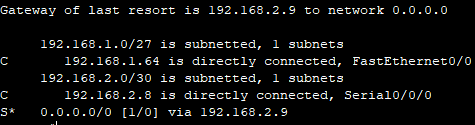 Gateway of last resort is 192.168.2.9 to network 0.0.0.0
192.168.1.0/27 is subnetted, 1 subnets
C 192.168.1.64 is directly connected, FastEthernet0/0
192.168.2.0/30 is subnetted, 1 subnets
C 192.168.2.8 is directly connected, Serial0/0/0
S* 0.0.0.0/0 [1/0] via 192.168.2.9